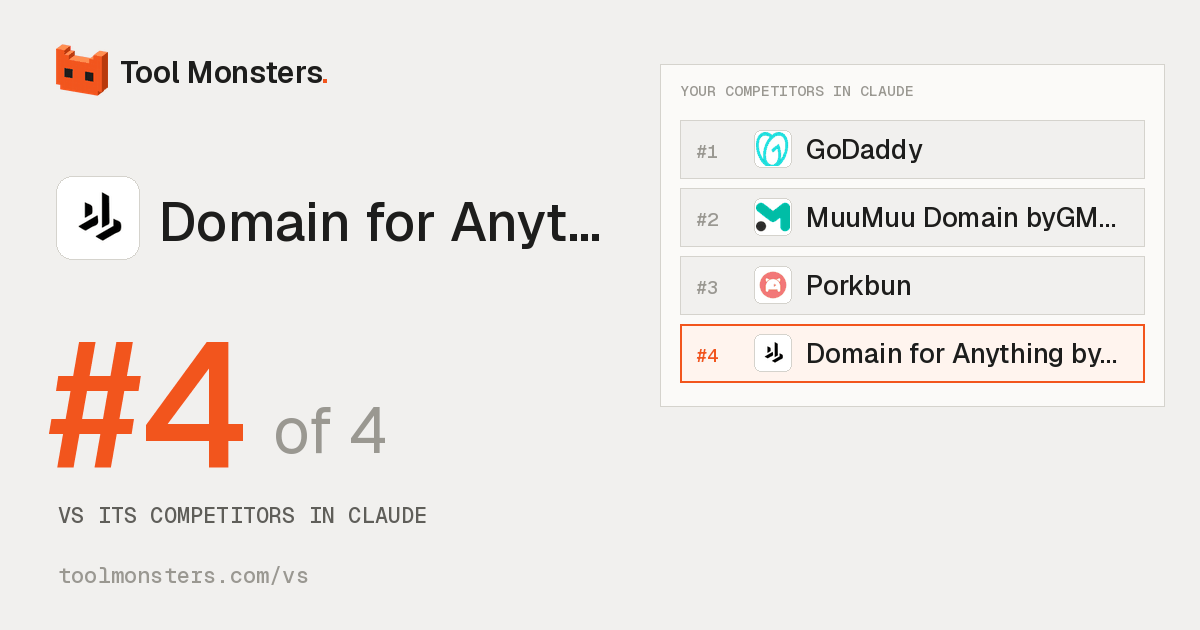 Tool Monsters.
Domain for Anyt...
#4 of 4
VS ITS COMPETITORS IN CLAUDE
toolmonsters.com/vs
YOUR COMPETITORS IN CLAUDE
#1 GoDaddy
#2 MuuMuu Domain byGM...
#3 Porkbun
#4 Domain for Anything by...